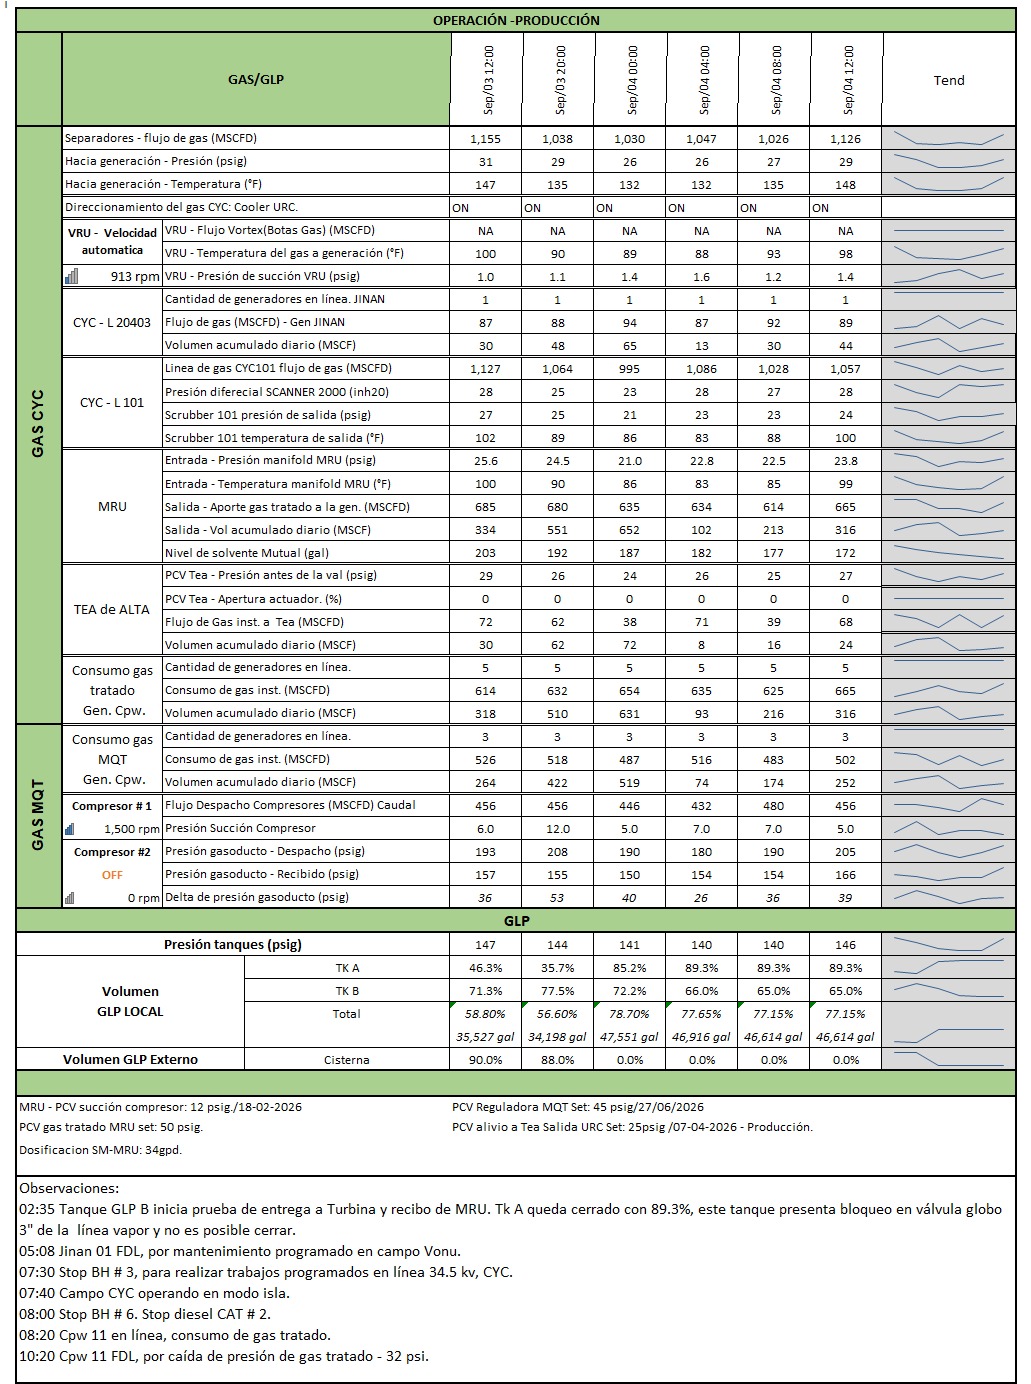 OPERACIÓN -PRODUCCIÓN
GAS/GLP Sep/03 12:00 Sep/03 20:00 Sep/04 00:00 Sep/04 04:00 Sep/04 08:00 Sep/04 12:00 Tend
GAS CYC
Separadores - flujo de gas (MSCFD) 1,155 1,038 1,030 1,047 1,026 1,126
Hacia generación - Presión (psig) 31 29 26 26 27 29
Hacia generación - Temperatura (°F) 147 135 132 132 135 148
Direccionamiento del gas CYC: Cooler URC. ON ON ON ON ON ON
VRU - Velocidad automatica
913 rpm
VRU - Flujo Vortex(Botas Gas) (MSCFD) NA NA NA NA NA NA
VRU - Temperatura del gas a generación (°F) 100 90 89 88 93 98
VRU - Presión de succión VRU (psig) 1.0 1.1 1.4 1.6 1.2 1.4
CYC - L 20403
Cantidad de generadores en línea. JINAN 1 1 1 1 1 1
Flujo de gas (MSCFD) - Gen JINAN 87 88 94 87 92 89
Volumen acumulado diario (MSCF) 30 48 65 13 30 44
CYC - L 101
Linea de gas CYC101 flujo de gas (MSCFD) 1,127 1,064 995 1,086 1,028 1,057
Presión diferecial SCANNER 2000 (inh20) 28 25 23 28 27 28
Scrubber 101 presión de salida (psig) 27 25 21 23 23 24
Scrubber 101 temperatura de salida (°F) 102 89 86 83 88 100
MRU
Entrada - Presión manifold MRU (psig) 25.6 24.5 21.0 22.8 22.5 23.8
Entrada - Temperatura manifold MRU (°F) 100 90 86 83 85 99
Salida - Aporte gas tratado a la gen. (MSCFD) 685 680 635 634 614 665
Salida - Vol acumulado diario (MSCF) 334 551 652 102 213 316
Nivel de solvente Mutual (gal) 203 192 187 182 177 172
TEA de ALTA
PCV Tea - Presión antes de la val (psig) 29 26 24 26 25 27
PCV Tea - Apertura actuador. (%) 0 0 0 0 0 0
Flujo de Gas inst. a Tea (MSCFD) 72 62 38 71 39 68
Volumen acumulado diario (MSCF) 30 62 72 8 16 24
Consumo gas tratado Gen. Cpw.
Cantidad de generadores en línea. 5 5 5 5 5 5
Consumo de gas inst. (MSCFD) 614 632 654 635 625 665
Volumen acumulado diario (MSCF) 318 510 631 93 216 316
GAS MQT
Consumo gas MQT Gen. Cpw.
Cantidad de generadores en línea. 3 3 3 3 3 3
Consumo de gas inst. (MSCFD) 526 518 487 516 483 502
Volumen acumulado diario (MSCF) 264 422 519 74 174 252
Compresor # 1
1,500 rpm
Flujo Despacho Compresores (MSCFD) Caudal 456 456 446 432 480 456
Presión Succión Compresor 6.0 12.0 5.0 7.0 7.0 5.0
Compresor #2
OFF
0 rpm
Presión gasoducto - Despacho (psig) 193 208 190 180 190 205
Presión gasoducto - Recibido (psig) 157 155 150 154 154 166
Delta de presión gasoducto (psig) 36 53 40 26 36 39
GLP
Presión tanques (psig) 147 144 141 140 140 146
Volumen GLP LOCAL
TK A 46.3% 35.7% 85.2% 89.3% 89.3% 89.3%
TK B 71.3% 77.5% 72.2% 66.0% 65.0% 65.0%
Total 58.80% 56.60% 78.70% 77.65% 77.15% 77.15%
35,527 gal 34,198 gal 47,551 gal 46,916 gal 46,614 gal 46,614 gal
Volumen GLP Externo Cisterna 90.0% 88.0% 0.0% 0.0% 0.0% 0.0%
MRU - PCV succión compresor: 12 psig./18-02-2026 PCV Reguladora MQT Set: 45 psig/27/06/2026
PCV gas tratado MRU set: 50 psig. PCV alivio a Tea Salida URC Set: 25psig /07-04-2026 - Producción.
Dosificacion SM-MRU: 34gpd.
Observaciones:
02:35 Tanque GLP B inicia prueba de entrega a Turbina y recibo de MRU. Tk A queda cerrado con 89.3%, este tanque presenta bloqueo en válvula globo
3" de la línea vapor y no es posible cerrar.
05:08 Jinan 01 FDL, por mantenimiento programado en campo Vonu.
07:30 Stop BH # 3, para realizar trabajos programados en línea 34.5 kv, CYC.
07:40 Campo CYC operando en modo isla.
08:00 Stop BH # 6. Stop diesel CAT # 2.
08:20 Cpw 11 en línea, consumo de gas tratado.
10:20 Cpw 11 FDL, por caída de presión de gas tratado - 32 psi.